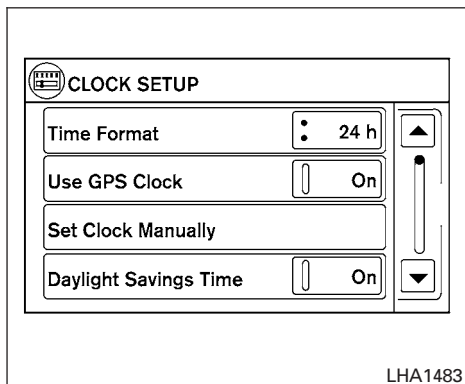 CLOCK SETUP
Time Format 24 h
Use GPS Clock On
Set Clock Manually
Daylight Savings Time On
LHA1483